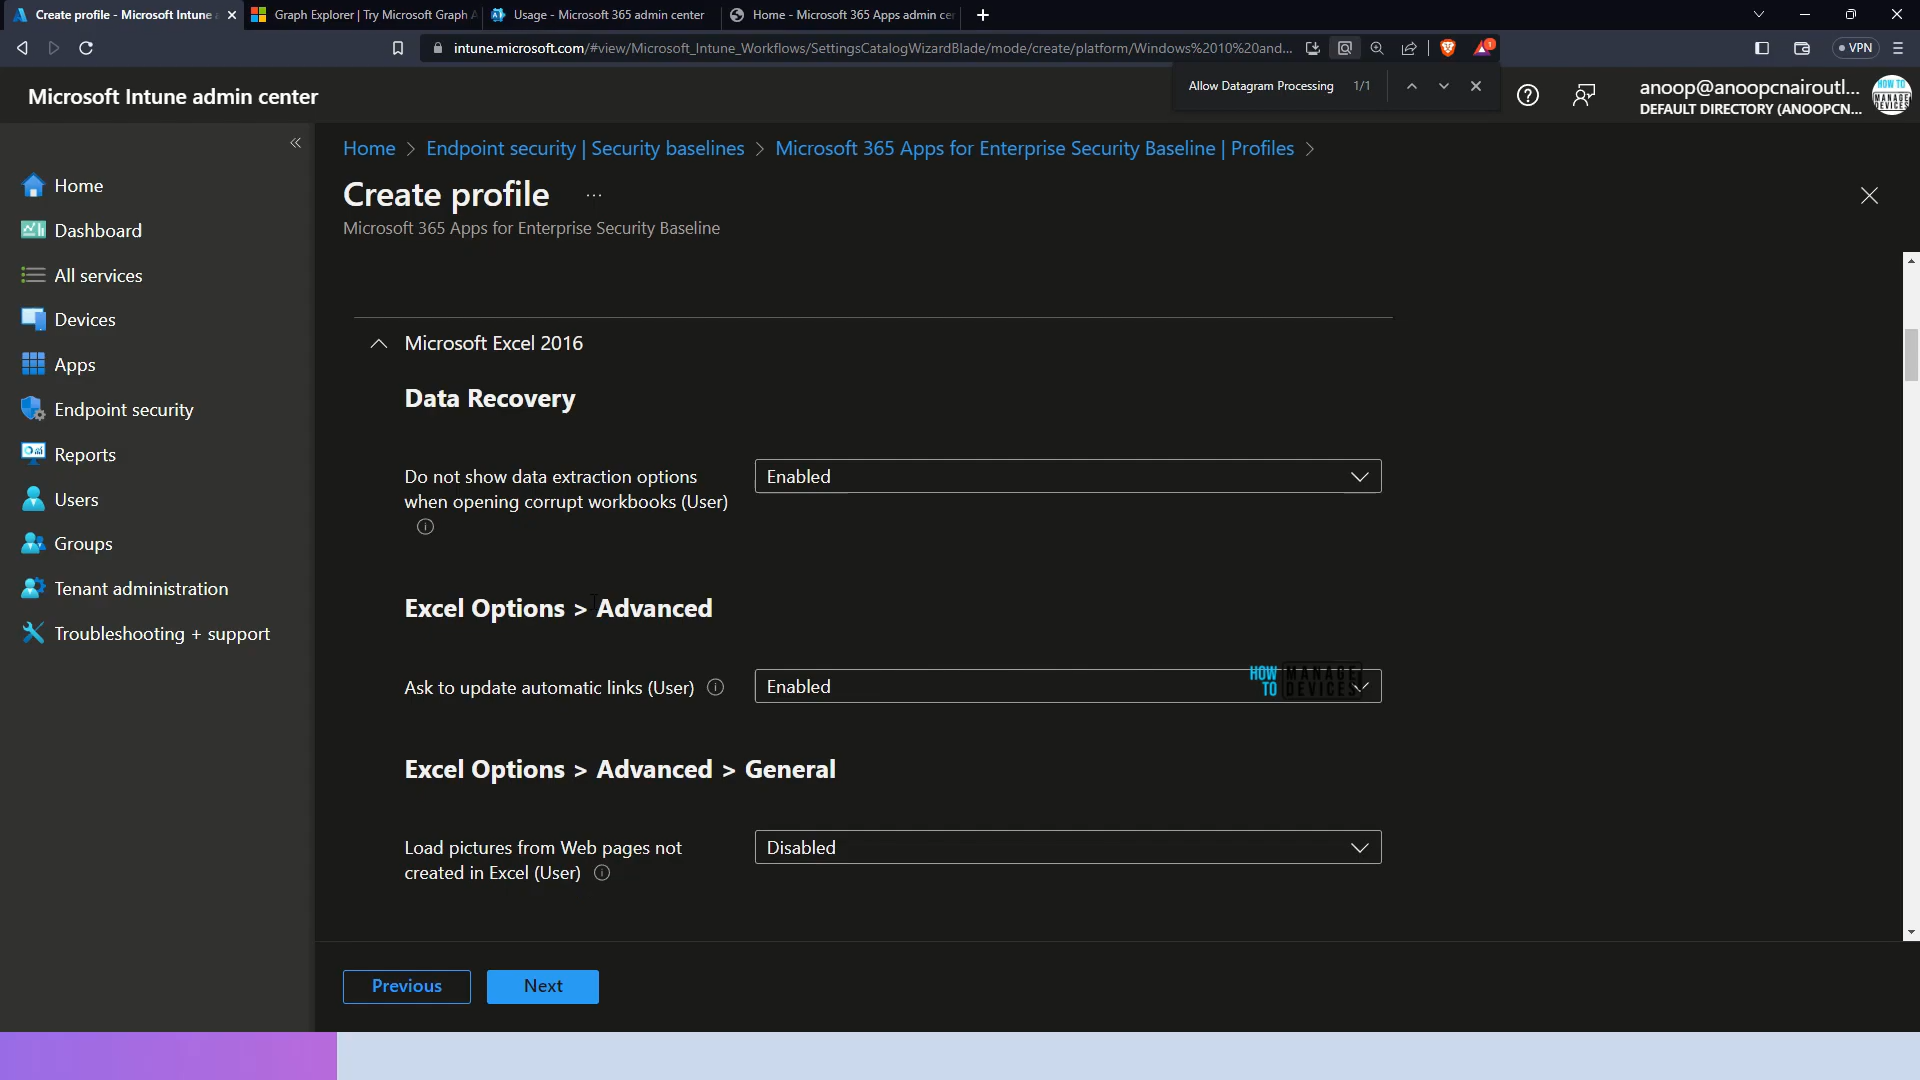 Create profile - Microsoft Intune
Graph Explorer | Try Microsoft Graph
Usage - Microsoft 365 admin center
Home - Microsoft 365 Apps admin cen
intune.microsoft.com/#view/Microsoft_Intune_Workflows/SettingsCatalogWizardBlade/mode/create/platform/Windows%2010%20and...
1
VPN
Allow Datagram Processing 1/1
Microsoft Intune admin center
anoop@anoopcnairoutl...
DEFAULT DIRECTORY (ANOOPCN...
HOW TO
MANAGE
DEVICES
Home
Dashboard
All services
Devices
Apps
Endpoint security
Reports
Users
Groups
Tenant administration
Troubleshooting + support
Home > Endpoint security | Security baselines > Microsoft 365 Apps for Enterprise Security Baseline | Profiles >
Create profile ...
Microsoft 365 Apps for Enterprise Security Baseline
Microsoft Excel 2016
Data Recovery
Do not show data extraction options
when opening corrupt workbooks (User)
Enabled
Excel Options > Advanced
Ask to update automatic links (User)
Enabled
HOW MANAGE
TO DEVICES
Excel Options > Advanced > General
Load pictures from Web pages not
created in Excel (User)
Disabled
Previous
Next